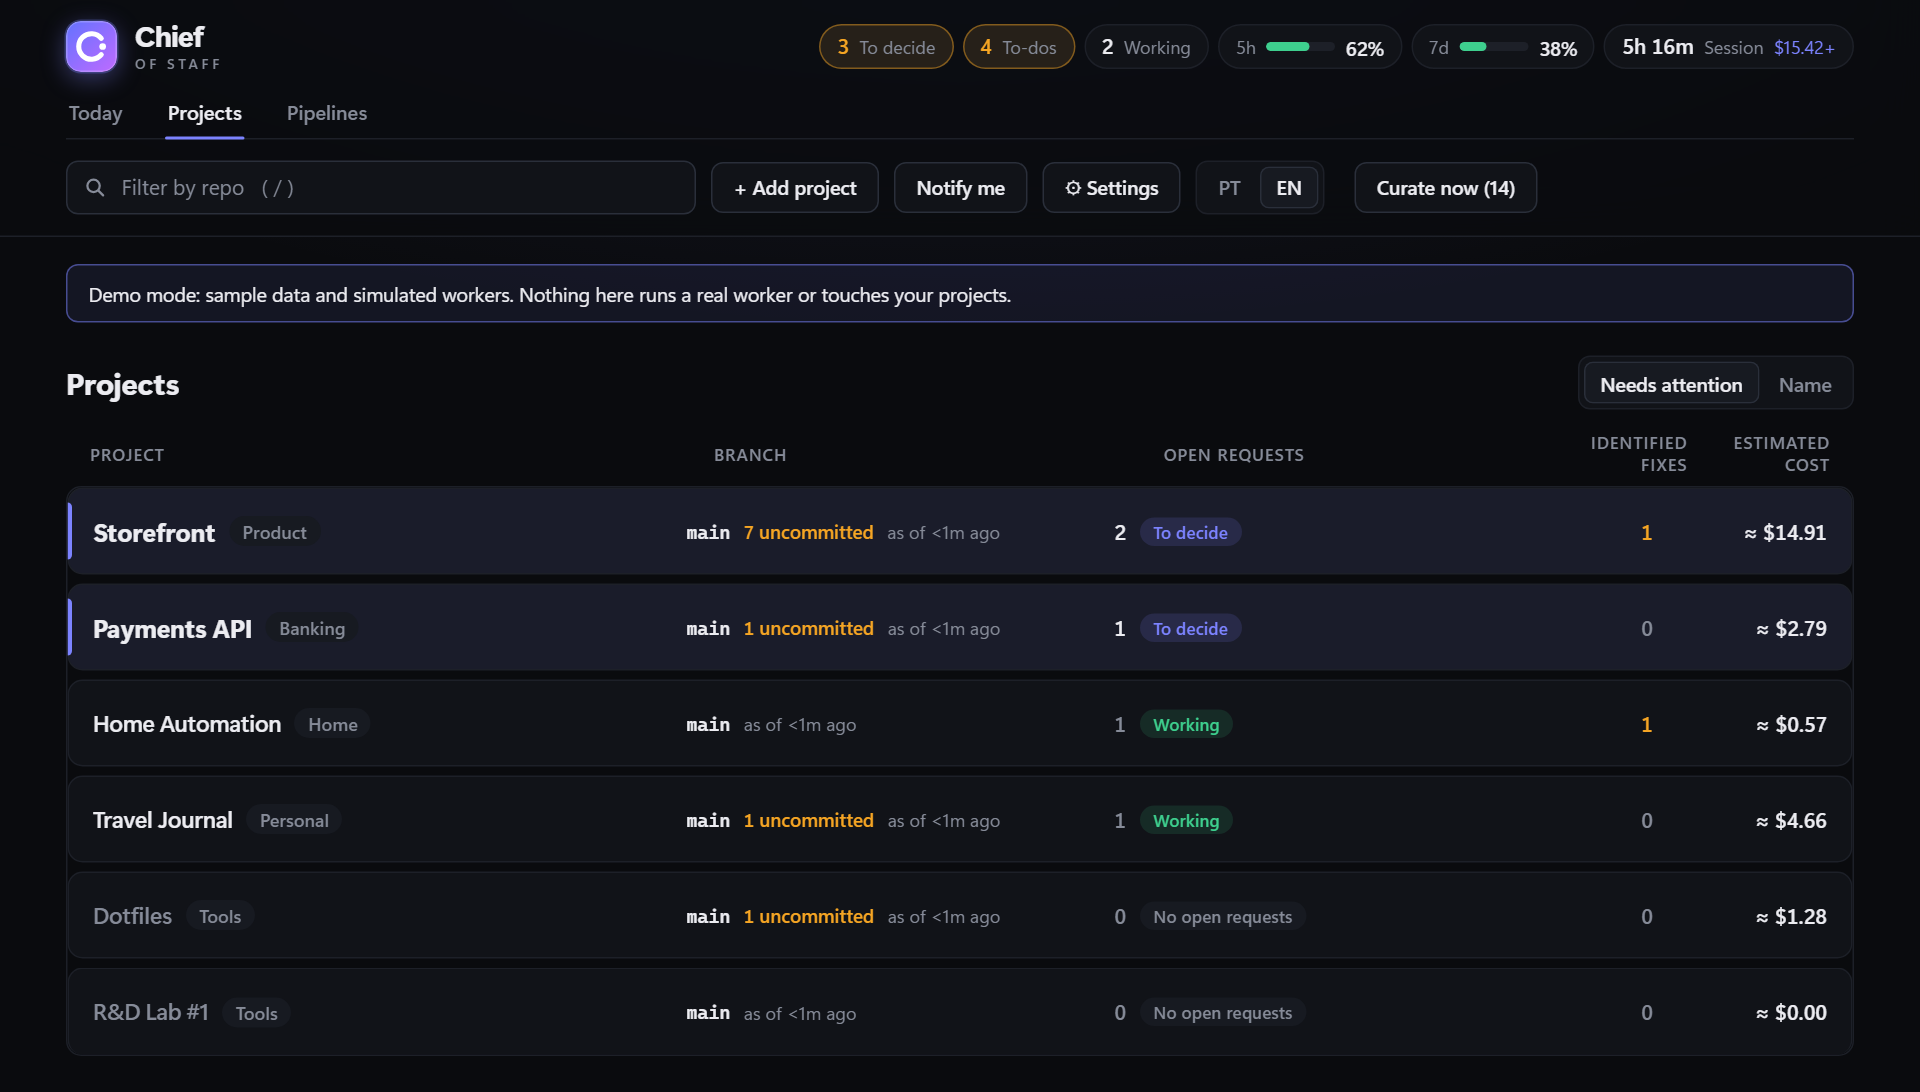 Chief
OF STAFF
3 To decide
4 To-dos
2 Working
5h 62%
7d 38%
5h 16m Session $15.42+
Today
Projects
Pipelines
Filter by repo ( / )
+ Add project
Notify me
⚙ Settings
PT
EN
Curate now (14)
Demo mode: sample data and simulated workers. Nothing here runs a real worker or touches your projects.
Projects
Needs attention
Name
PROJECT
BRANCH
OPEN REQUESTS
IDENTIFIED
FIXES
ESTIMATED
COST
Storefront Product main 7 uncommitted as of <1m ago 2 To decide 1 ≈ $14.91
Payments API Banking main 1 uncommitted as of <1m ago 1 To decide 0 ≈ $2.79
Home Automation Home main as of <1m ago 1 Working 1 ≈ $0.57
Travel Journal Personal main 1 uncommitted as of <1m ago 1 Working 0 ≈ $4.66
Dotfiles Tools main 1 uncommitted as of <1m ago 0 No open requests 0 ≈ $1.28
R&D Lab #1 Tools main as of <1m ago 0 No open requests 0 ≈ $0.00